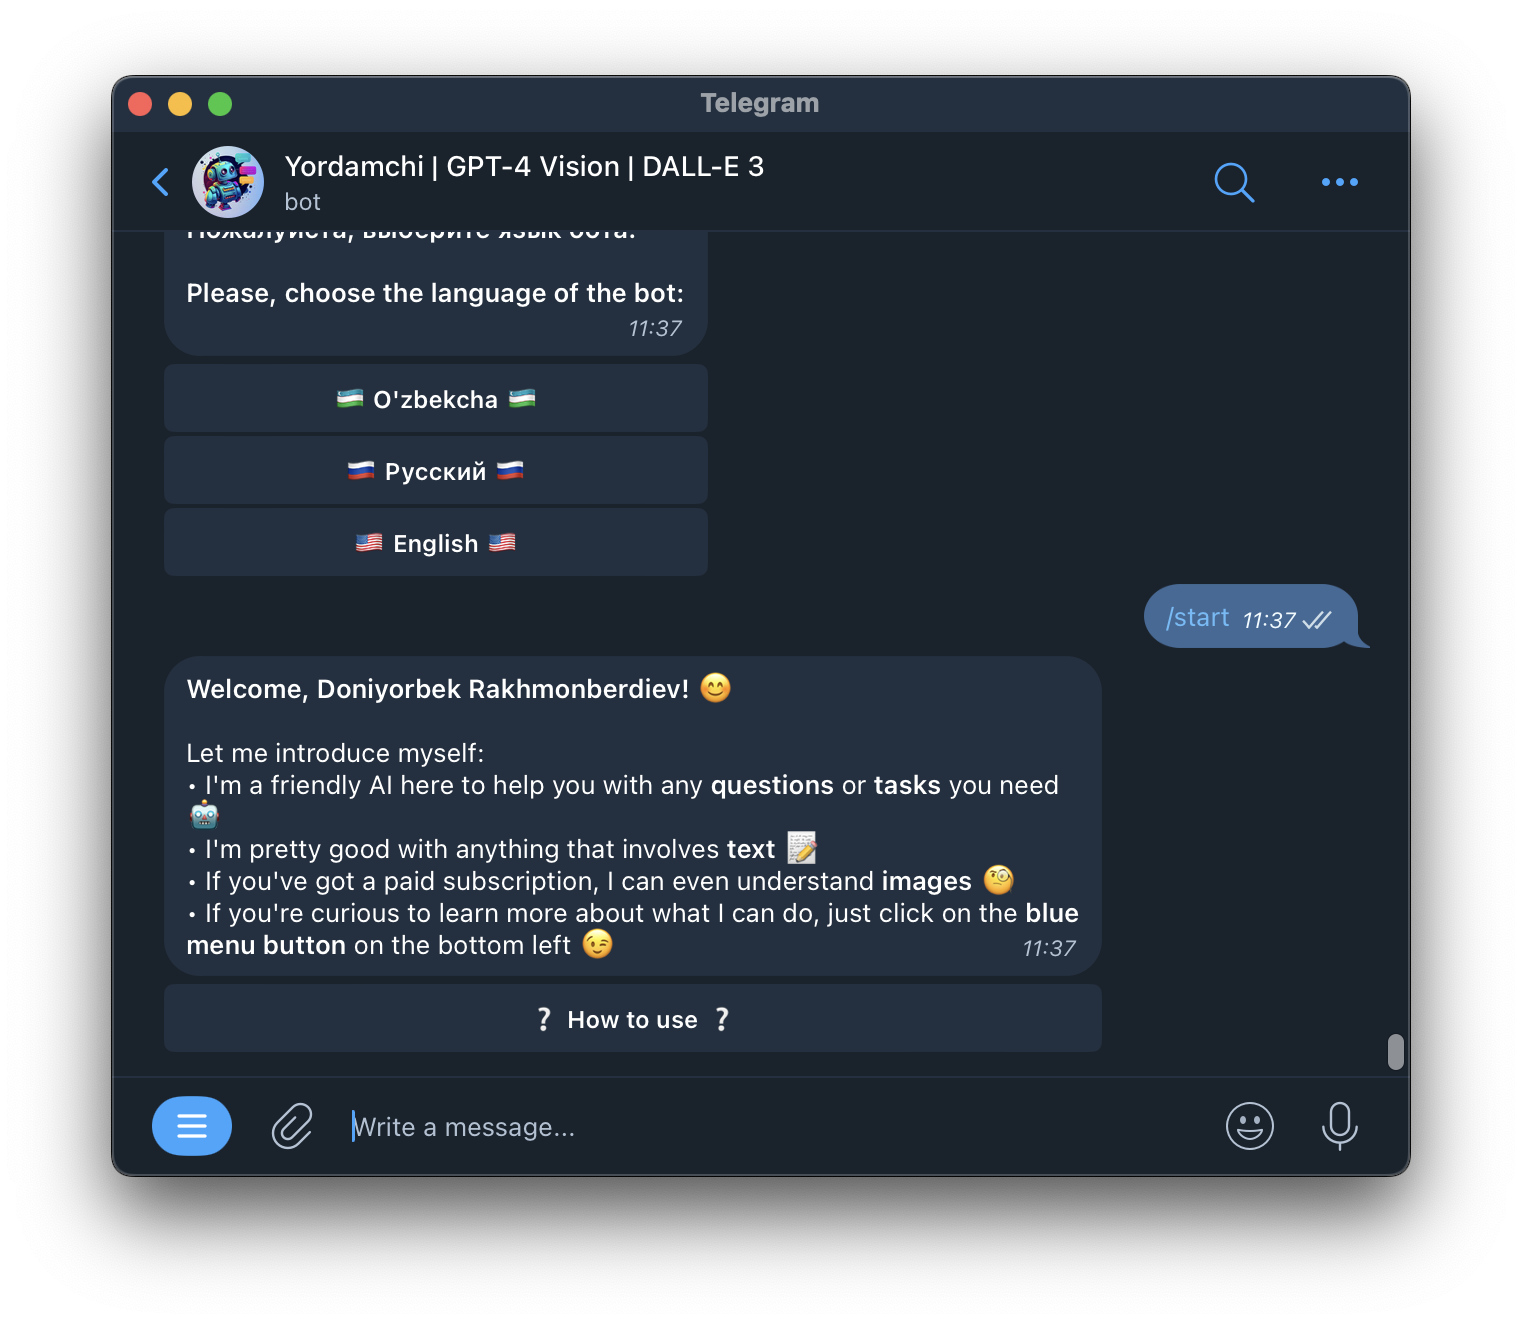 Telegram
Yordamchi | GPT-4 Vision | DALL-E 3
bot
Пожалуйста, выберите язык бота:
Please, choose the language of the bot:
11:37
🇺🇿 O'zbekcha 🇺🇿
🇷🇺 Русский 🇷🇺
🇺🇸 English 🇺🇸
/start 11:37
Welcome, Doniyorbek Rakhmonberdiev! 😊
Let me introduce myself:
• I'm a friendly AI here to help you with any questions or tasks you need
🤖
• I'm pretty good with anything that involves text 📝
• If you've got a paid subscription, I can even understand images 🧐
• If you're curious to learn more about what I can do, just click on the blue
menu button on the bottom left 😉 11:37
❔ How to use ❔
Write a message...